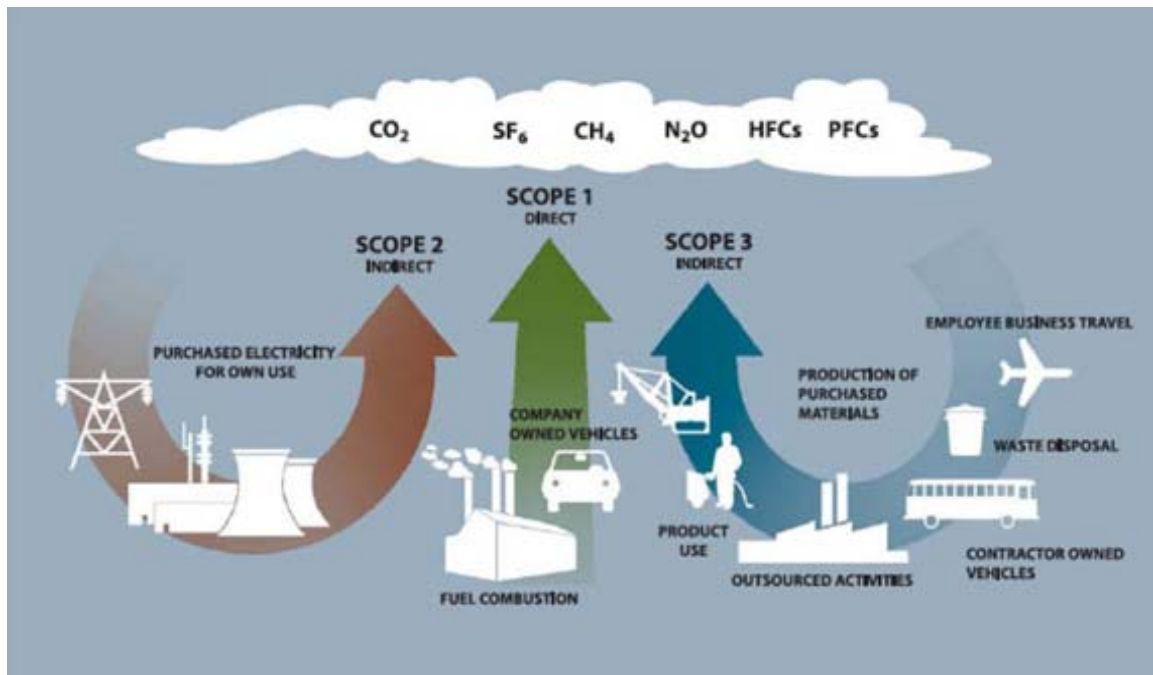 CO₂ SF₆ CH₄ N₂O HFCs PFCs
SCOPE 1
DIRECT
SCOPE 2
INDIRECT
SCOPE 3
INDIRECT
PURCHASED ELECTRICITY
FOR OWN USE
COMPANY
OWNED VEHICLES
FUEL COMBUSTION
EMPLOYEE BUSINESS TRAVEL
PRODUCTION OF
PURCHASED
MATERIALS
WASTE DISPOSAL
PRODUCT
USE
OUTSOURCED ACTIVITIES
CONTRACTOR OWNED
VEHICLES